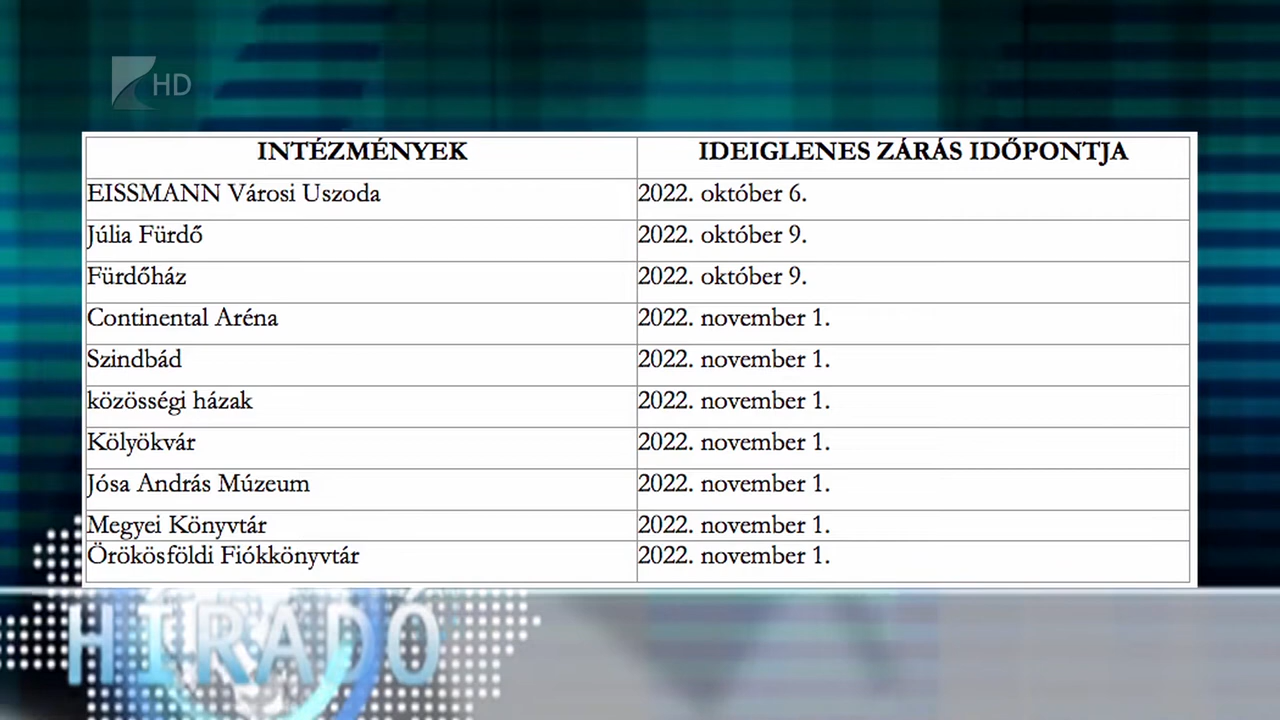 HD
INTÉZMÉNYEK IDEIGLENES ZÁRÁS IDŐPONTJA
EISSMANN Városi Uszoda 2022. október 6.
Júlia Fürdő 2022. október 9.
Fürdőház 2022. október 9.
Continental Aréna 2022. november 1.
Szindbád 2022. november 1.
közösségi házak 2022. november 1.
Kölyökvár 2022. november 1.
Jósa András Múzeum 2022. november 1.
Megyei Könyvtár 2022. november 1.
Örökösföldi Fiókkönyvtár 2022. november 1.
HÍRADÓ